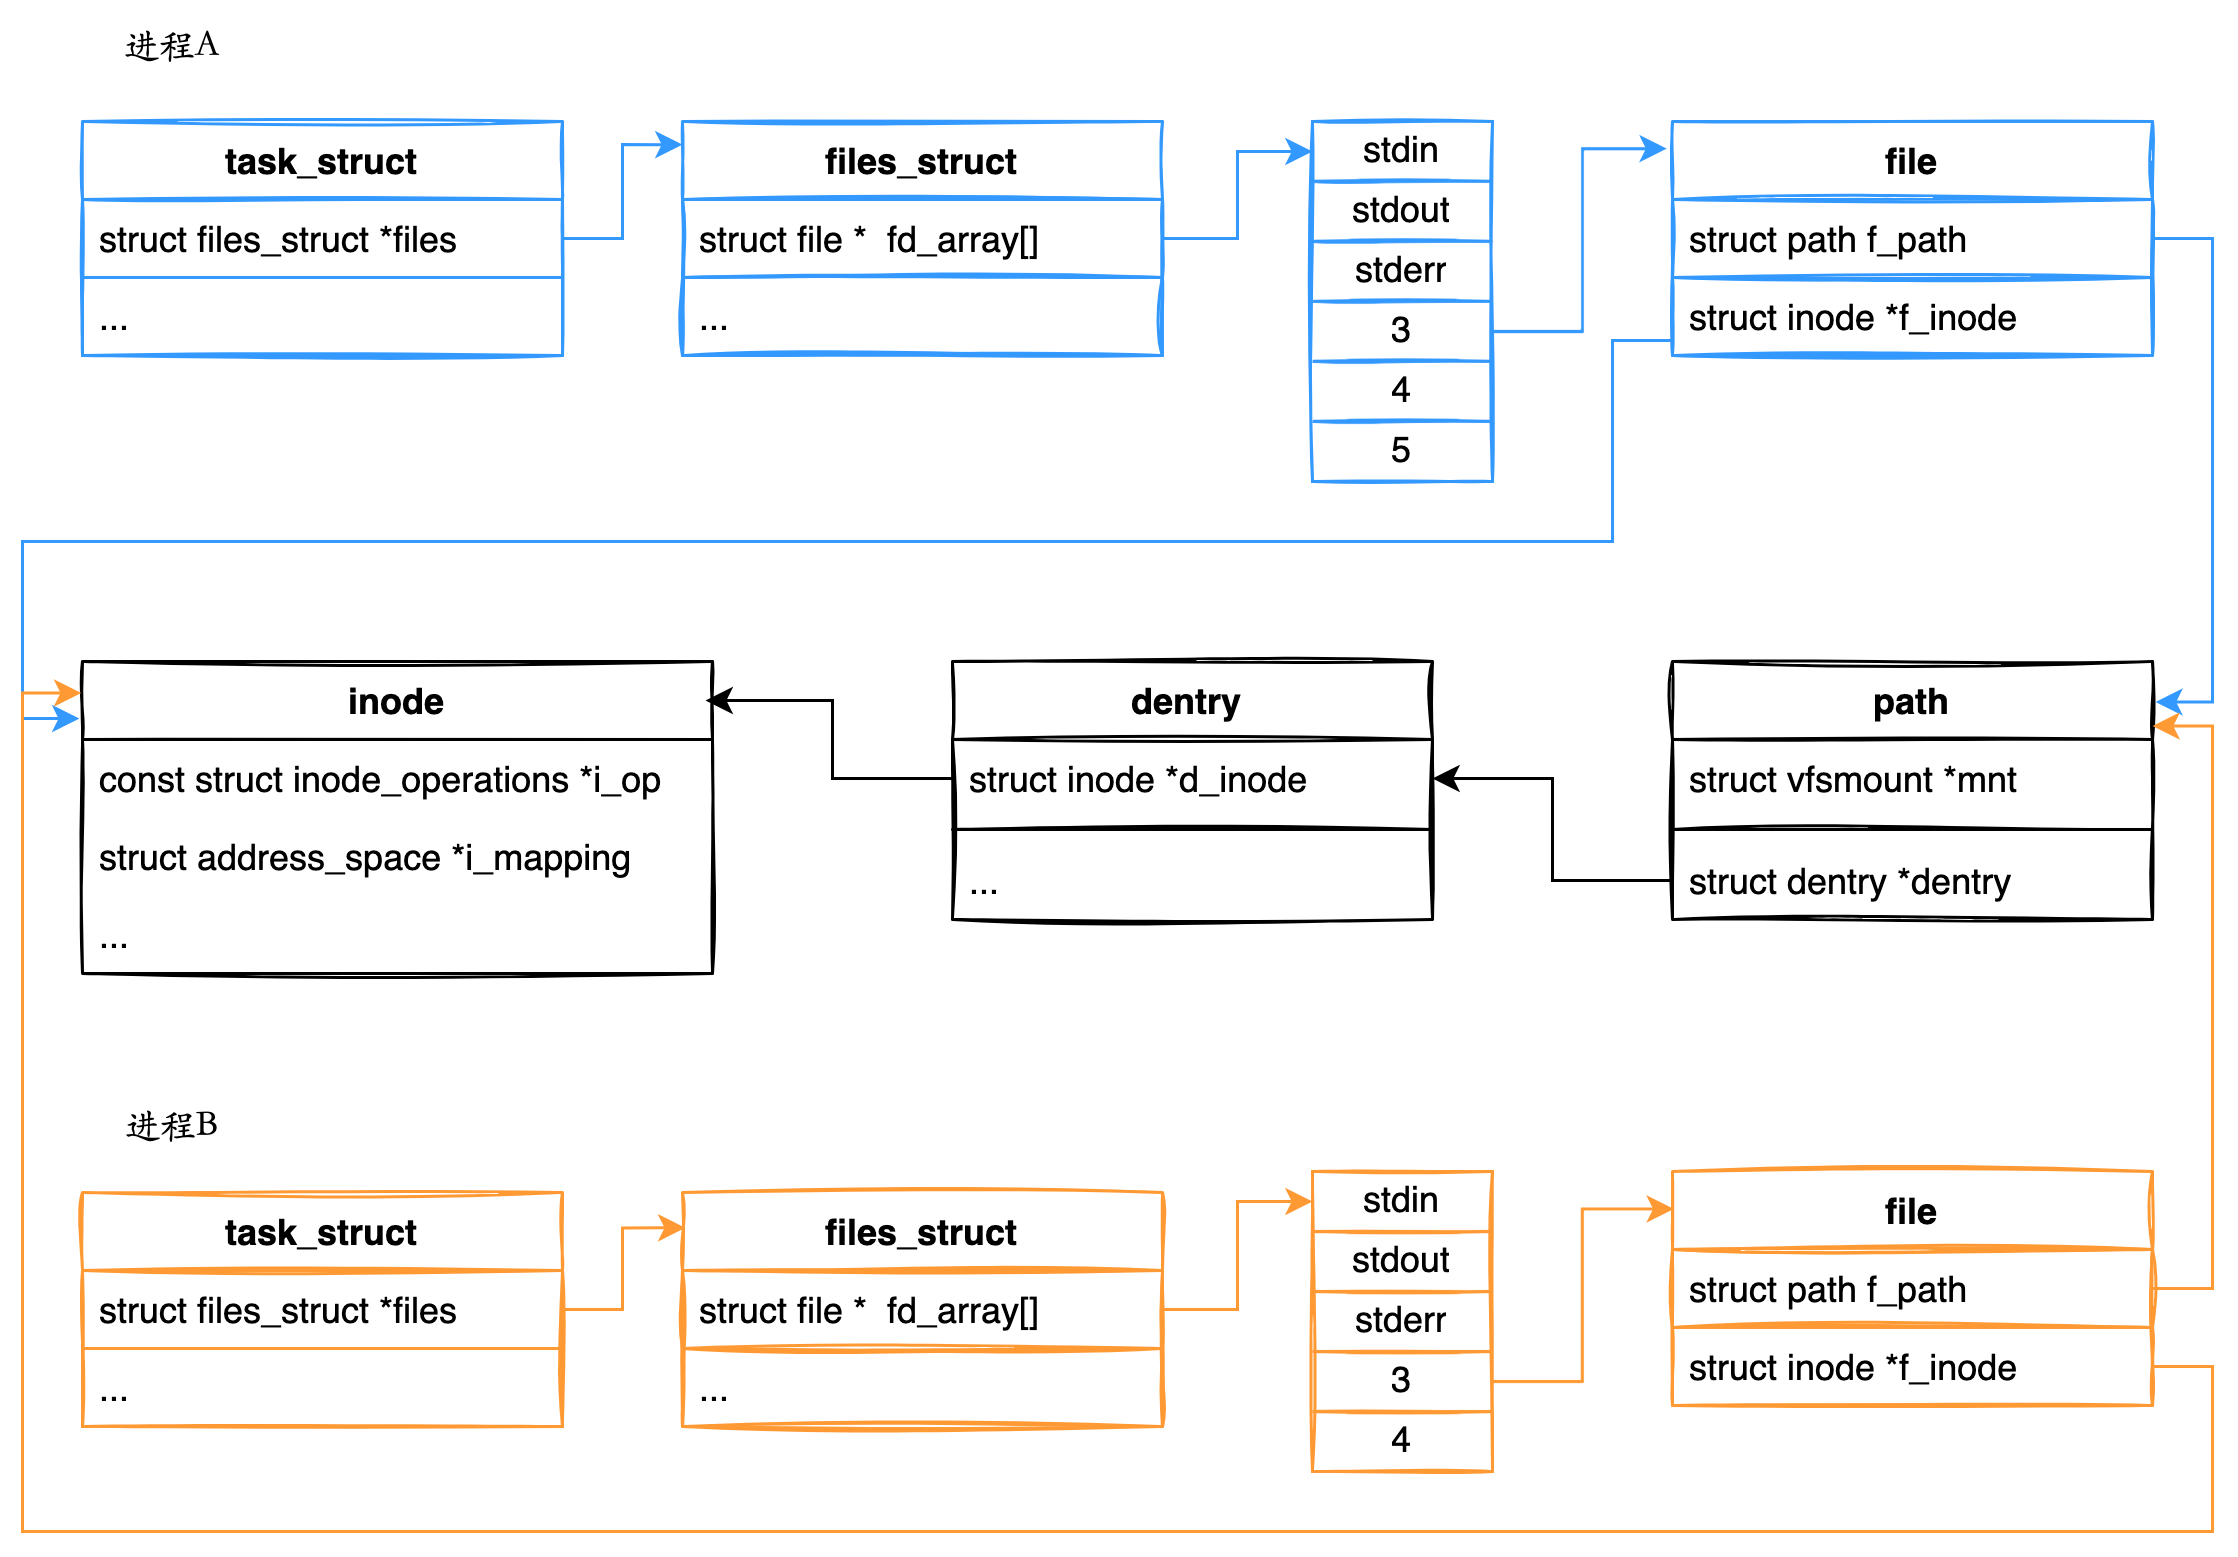 进程A
task_struct
struct files_struct *files
...
files_struct
struct file *  fd_array[]
...
stdin
stdout
stderr
3
4
5
file
struct path f_path
struct inode *f_inode
inode
const struct inode_operations *i_op
struct address_space *i_mapping
...
dentry
struct inode *d_inode
...
path
struct vfsmount *mnt
struct dentry *dentry
进程B
task_struct
struct files_struct *files
...
files_struct
struct file *  fd_array[]
...
stdin
stdout
stderr
3
4
file
struct path f_path
struct inode *f_inode